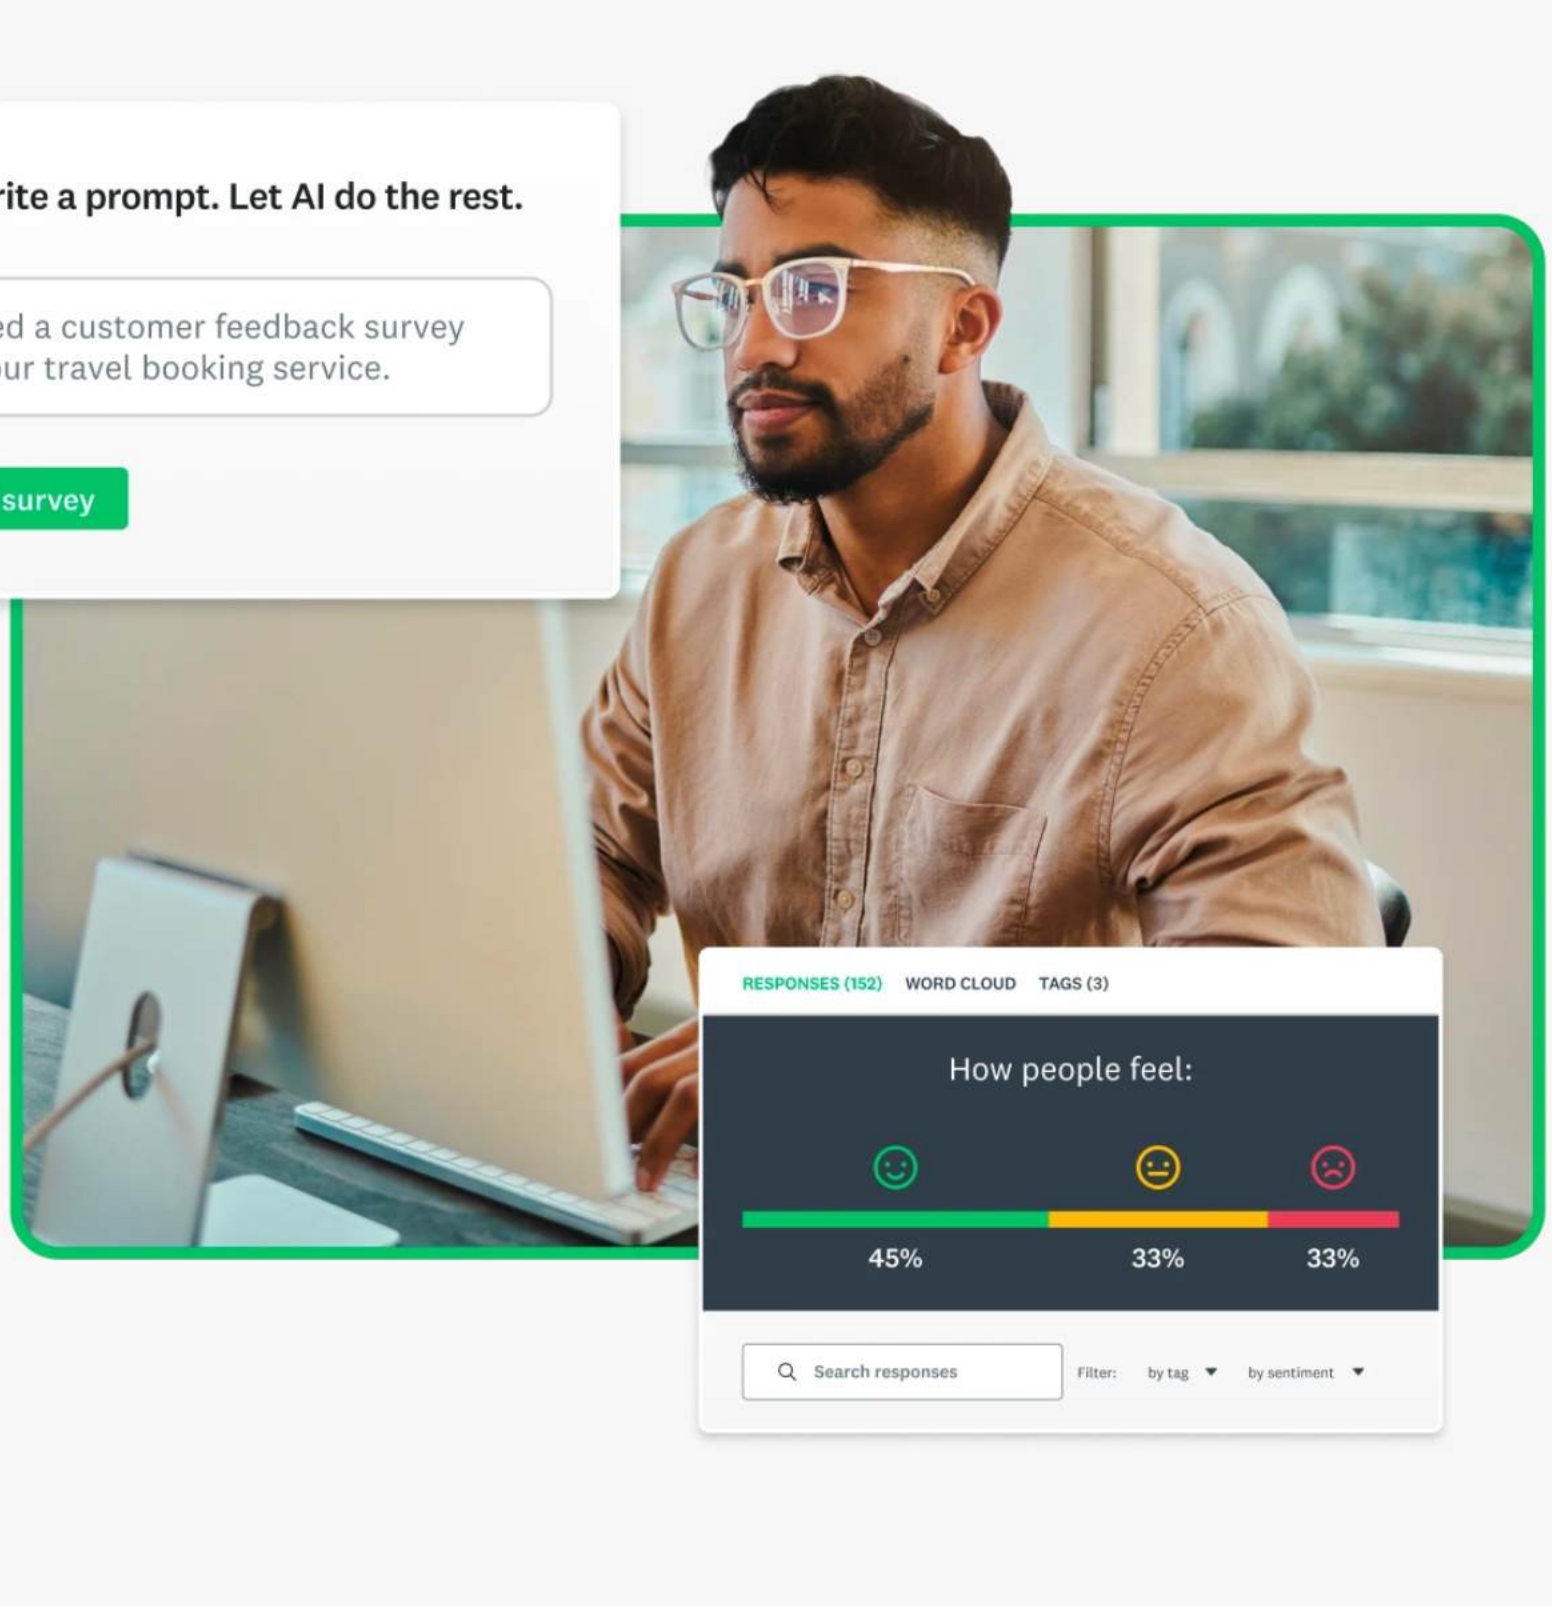 rite a prompt. Let AI do the rest.
ed a customer feedback survey
our travel booking service.
survey
RESPONSES (152) WORD CLOUD TAGS (3)
How people feel:
45% 33% 33%
Search responses Filter: by tag by sentiment